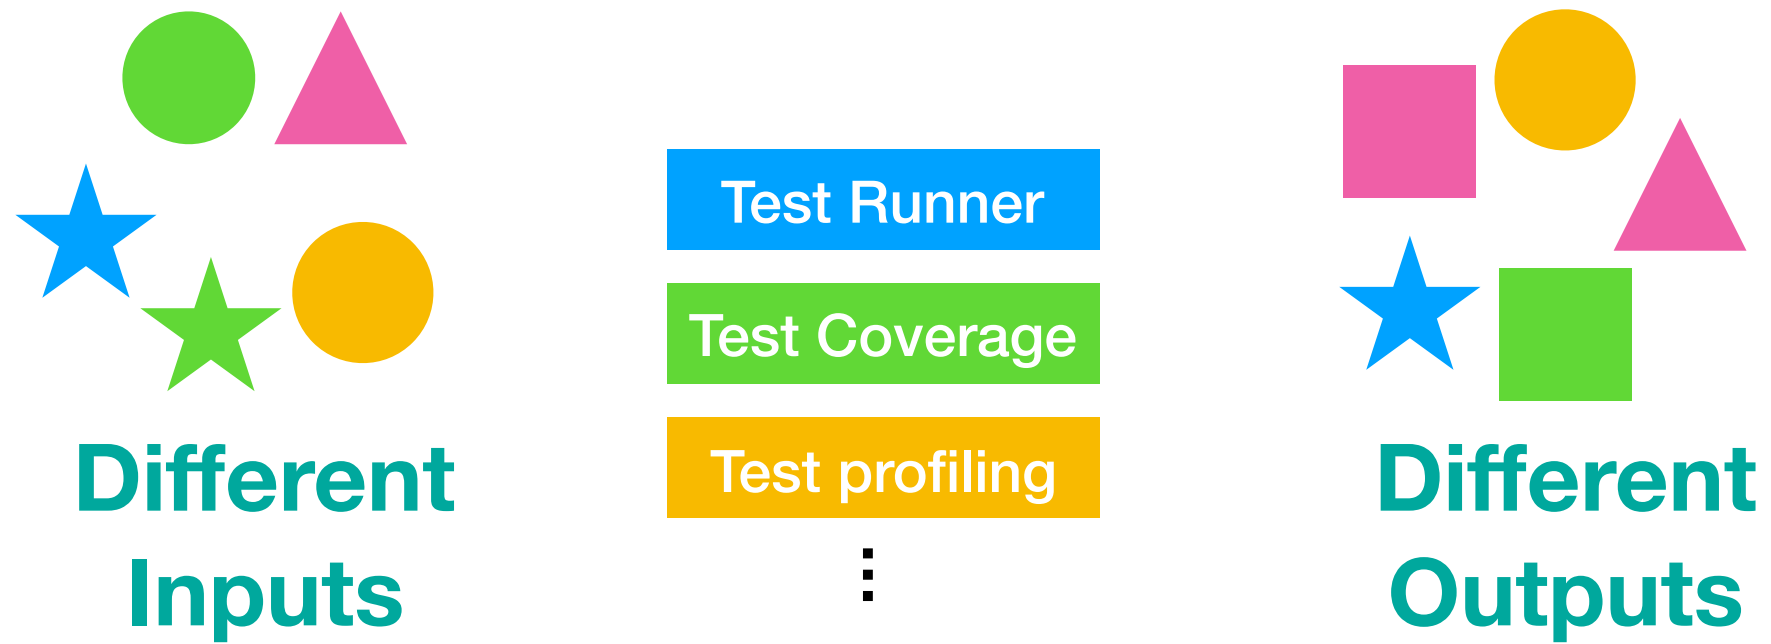 Test Runner
Test Coverage
Test profiling
Different
Inputs
Different
Outputs